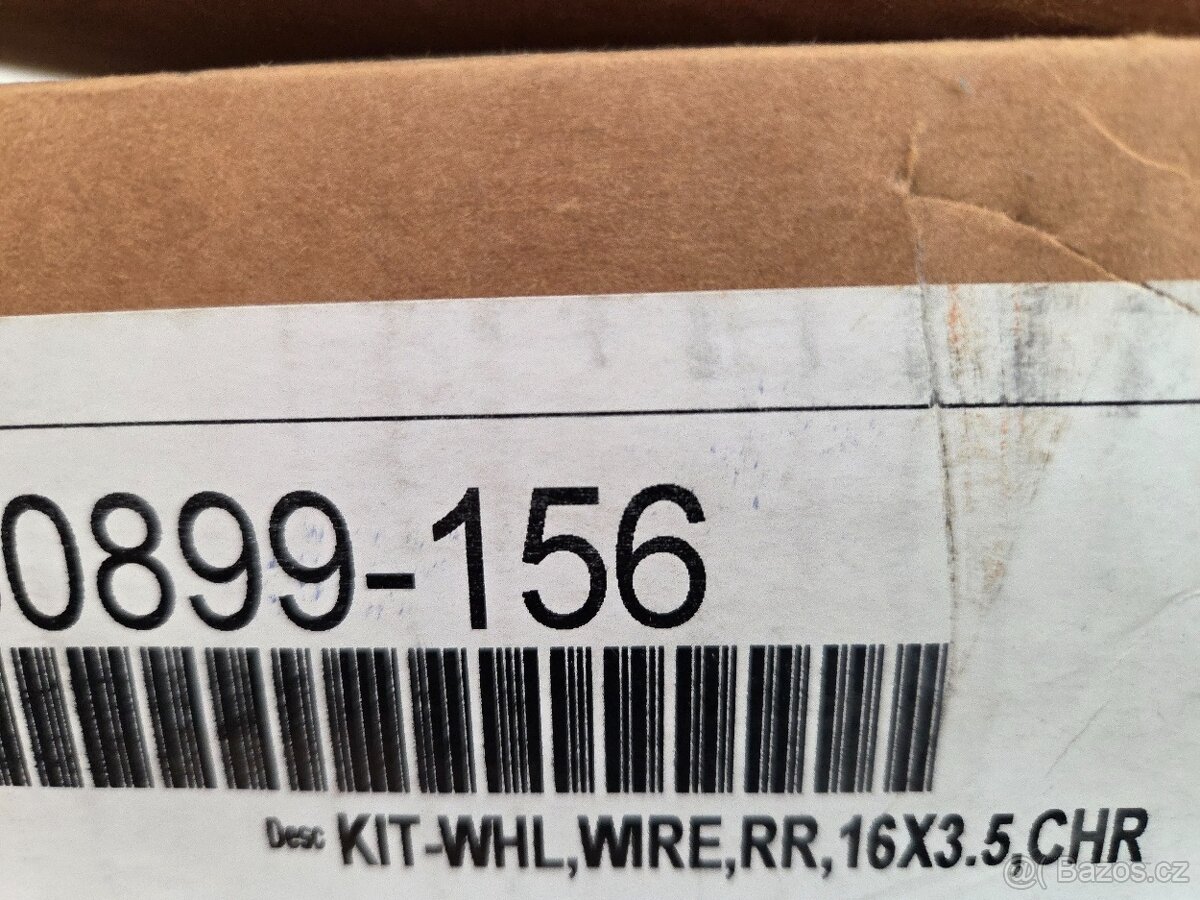 0899-156
Desc KIT-WHL,WIRE,RR,16X3.5,CHR
@ Bazos.cz